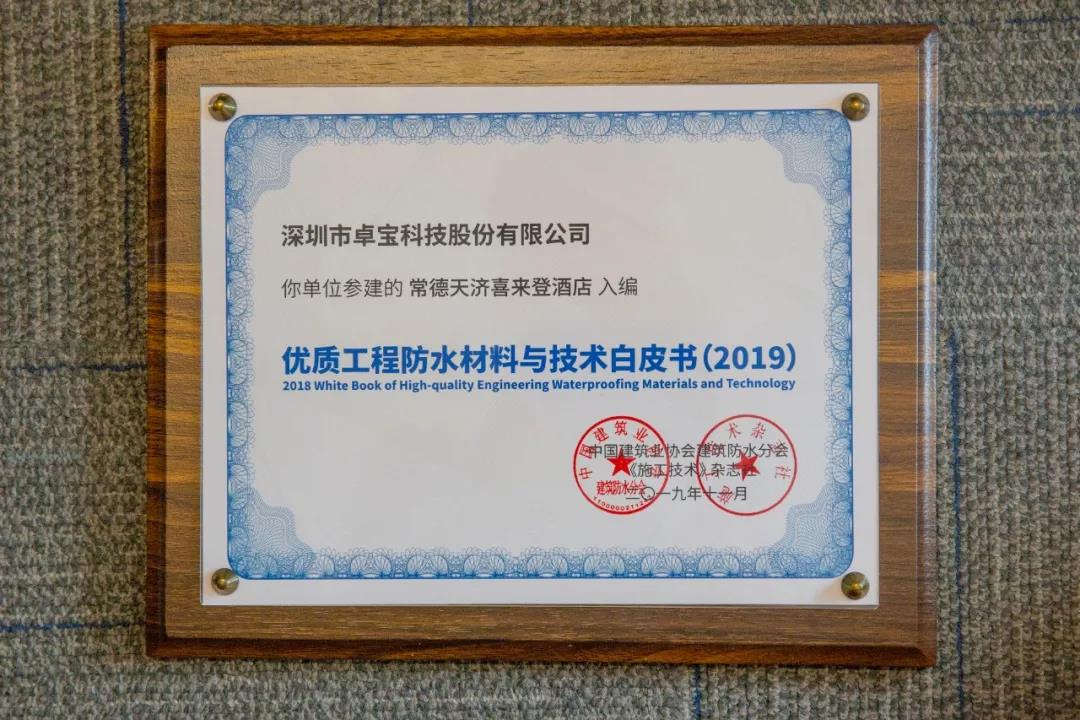 深圳市卓宝科技股份有限公司
你单位参建的 常德天济喜来登酒店 入编
优质工程防水材料与技术白皮书(2019)
2018 White Book of High-quality Engineering Waterproofing Materials and Technology
中国建筑业协会建筑防水分会
《施工技术》杂志社
建筑防水分会